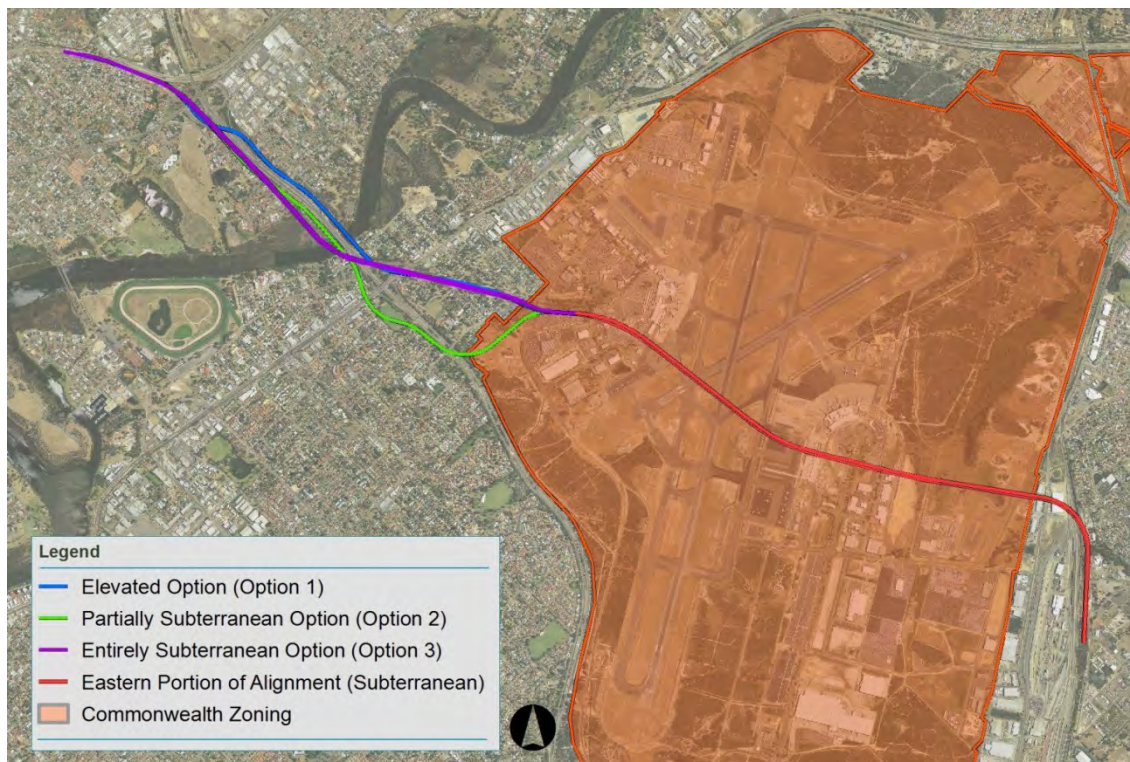 Legend
Elevated Option (Option 1)
Partially Subterranean Option (Option 2)
Entirely Subterranean Option (Option 3)
Eastern Portion of Alignment (Subterranean)
Commonwealth Zoning